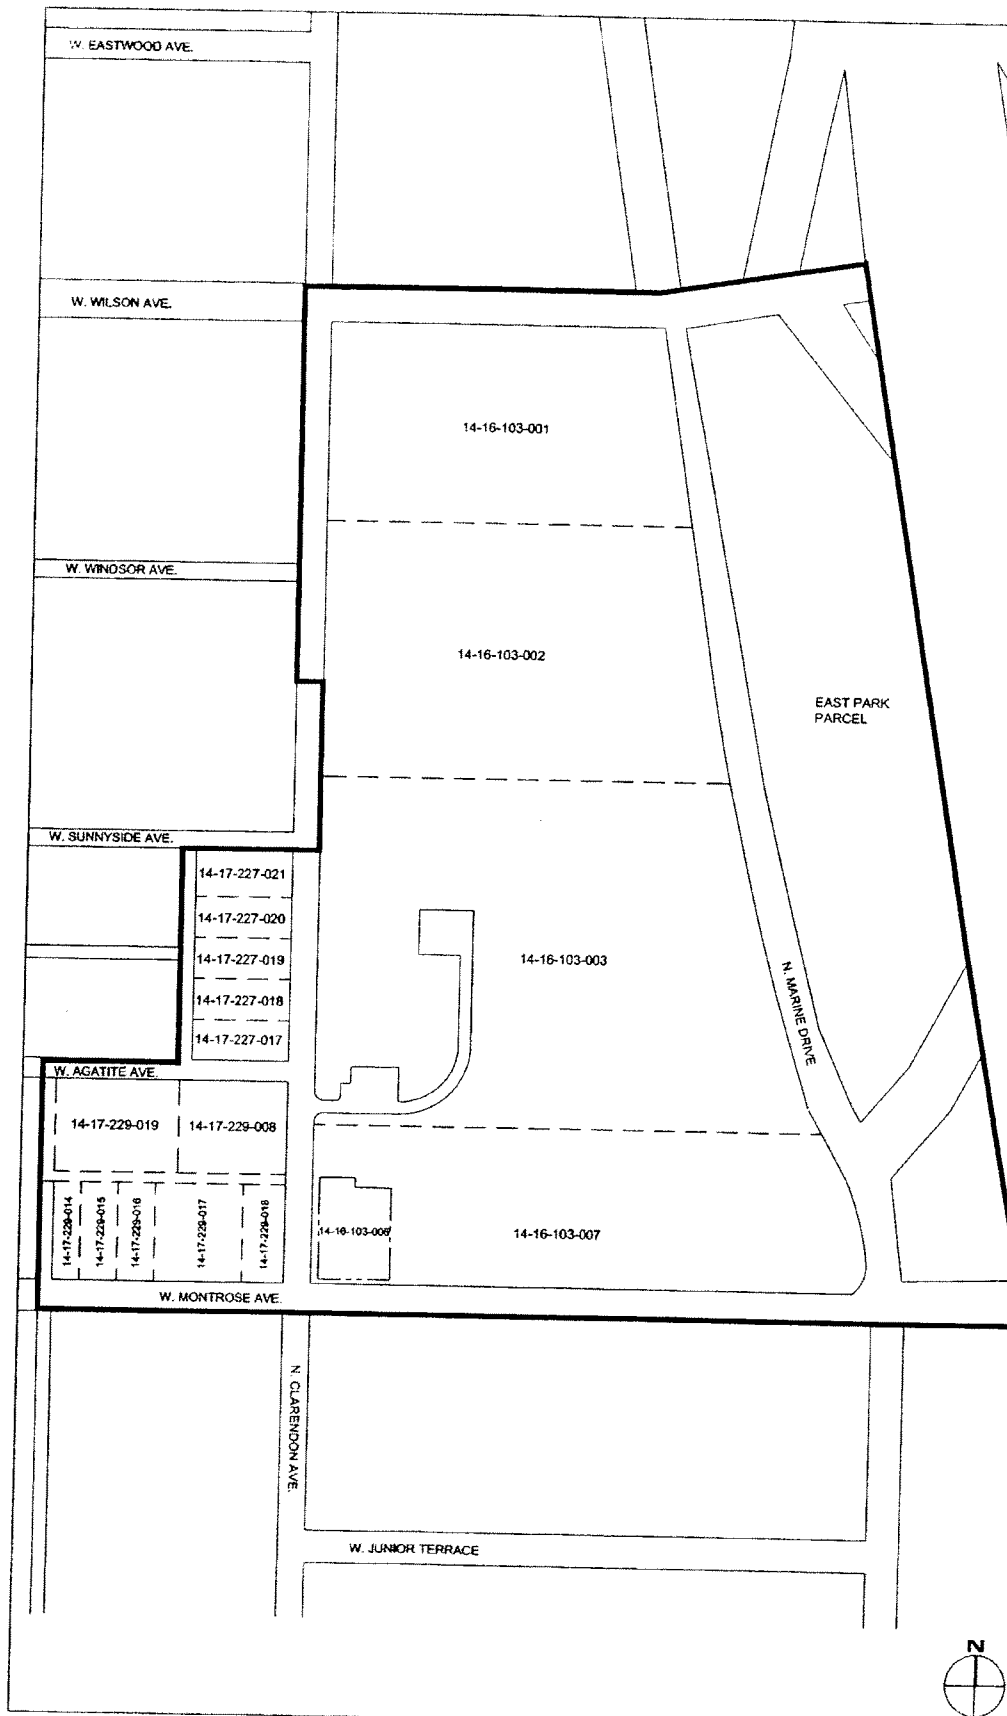 W. EASTWOOD AVE.
W. WILSON AVE.
14-16-103-001
W. WINDSOR AVE.
14-16-103-002
EAST PARK
PARCEL
W. SUNNYSIDE AVE.
14-17-227-021
14-17-227-020
14-17-227-019
14-17-227-018
14-17-227-017
14-16-103-003
N. MARINE DRIVE
W. AGATITE AVE.
14-17-229-019
14-17-229-008
14-17-229-014
14-17-229-015
14-17-229-016
14-17-229-017
14-17-229-018
14-16-103-006
14-16-103-007
W. MONTROSE AVE.
N. CLARENDON AVE.
W. JUNIOR TERRACE
N